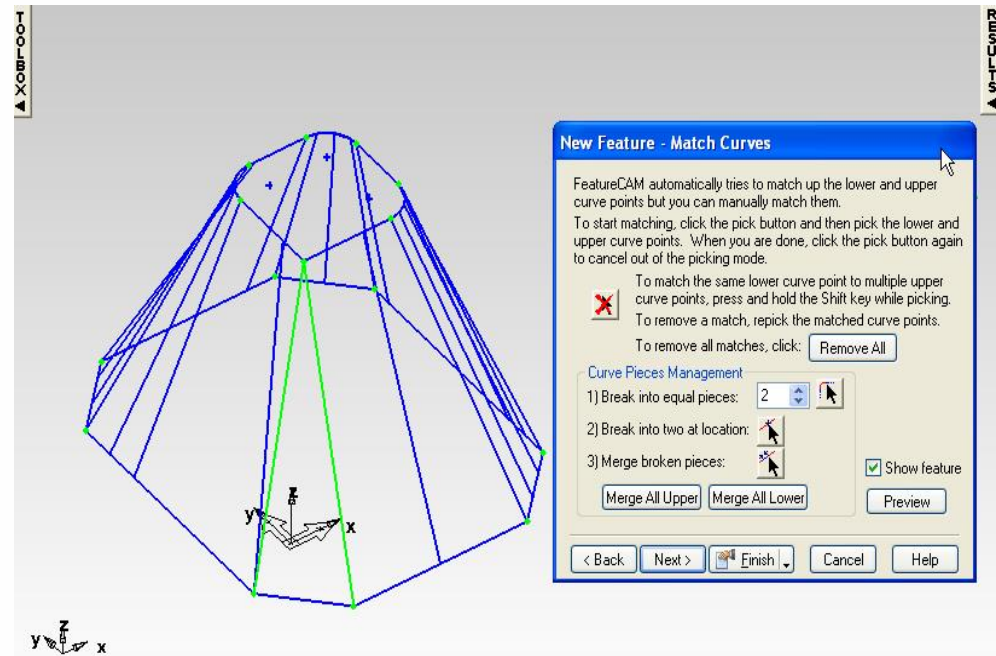 TOOLBOX
RESULTS
New Feature - Match Curves
FeatureCAM automatically tries to match up the lower and upper
curve points but you can manually match them.
To start matching, click the pick button and then pick the lower and
upper curve points. When you are done, click the pick button again
to cancel out of the picking mode.
To match the same lower curve point to multiple upper
curve points, press and hold the Shift key while picking.
To remove a match, repick the matched curve points.
To remove all matches, click: Remove All
Curve Pieces Management
1) Break into equal pieces: 2
2) Break into two at location:
3) Merge broken pieces:
Show feature
Merge All Upper Merge All Lower Preview
< Back Next > Finish Cancel Help
z
y x
z
y x